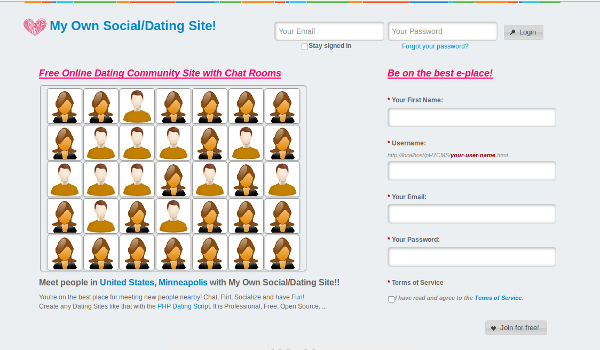 My Own Social/Dating Site!
Your Email
Your Password
Login
Stay signed in
Forgot your password?
Free Online Dating Community Site with Chat Rooms
Be on the best e-place!
* Your First Name:
* Username:
http://localhost/pH7CMS/your-user-name.html
* Your Email:
* Your Password:
* Terms of Service
I have read and agree to the Terms of Service.
Join for free!
Meet people in United States, Minneapolis with My Own Social/Dating Site!!
You're on the best place for meeting new people nearby! Chat, Flirt, Socialize and have Fun!
Create any Dating Sites like that with the PHP Dating Script. It is Professional, Free, Open Source, ...